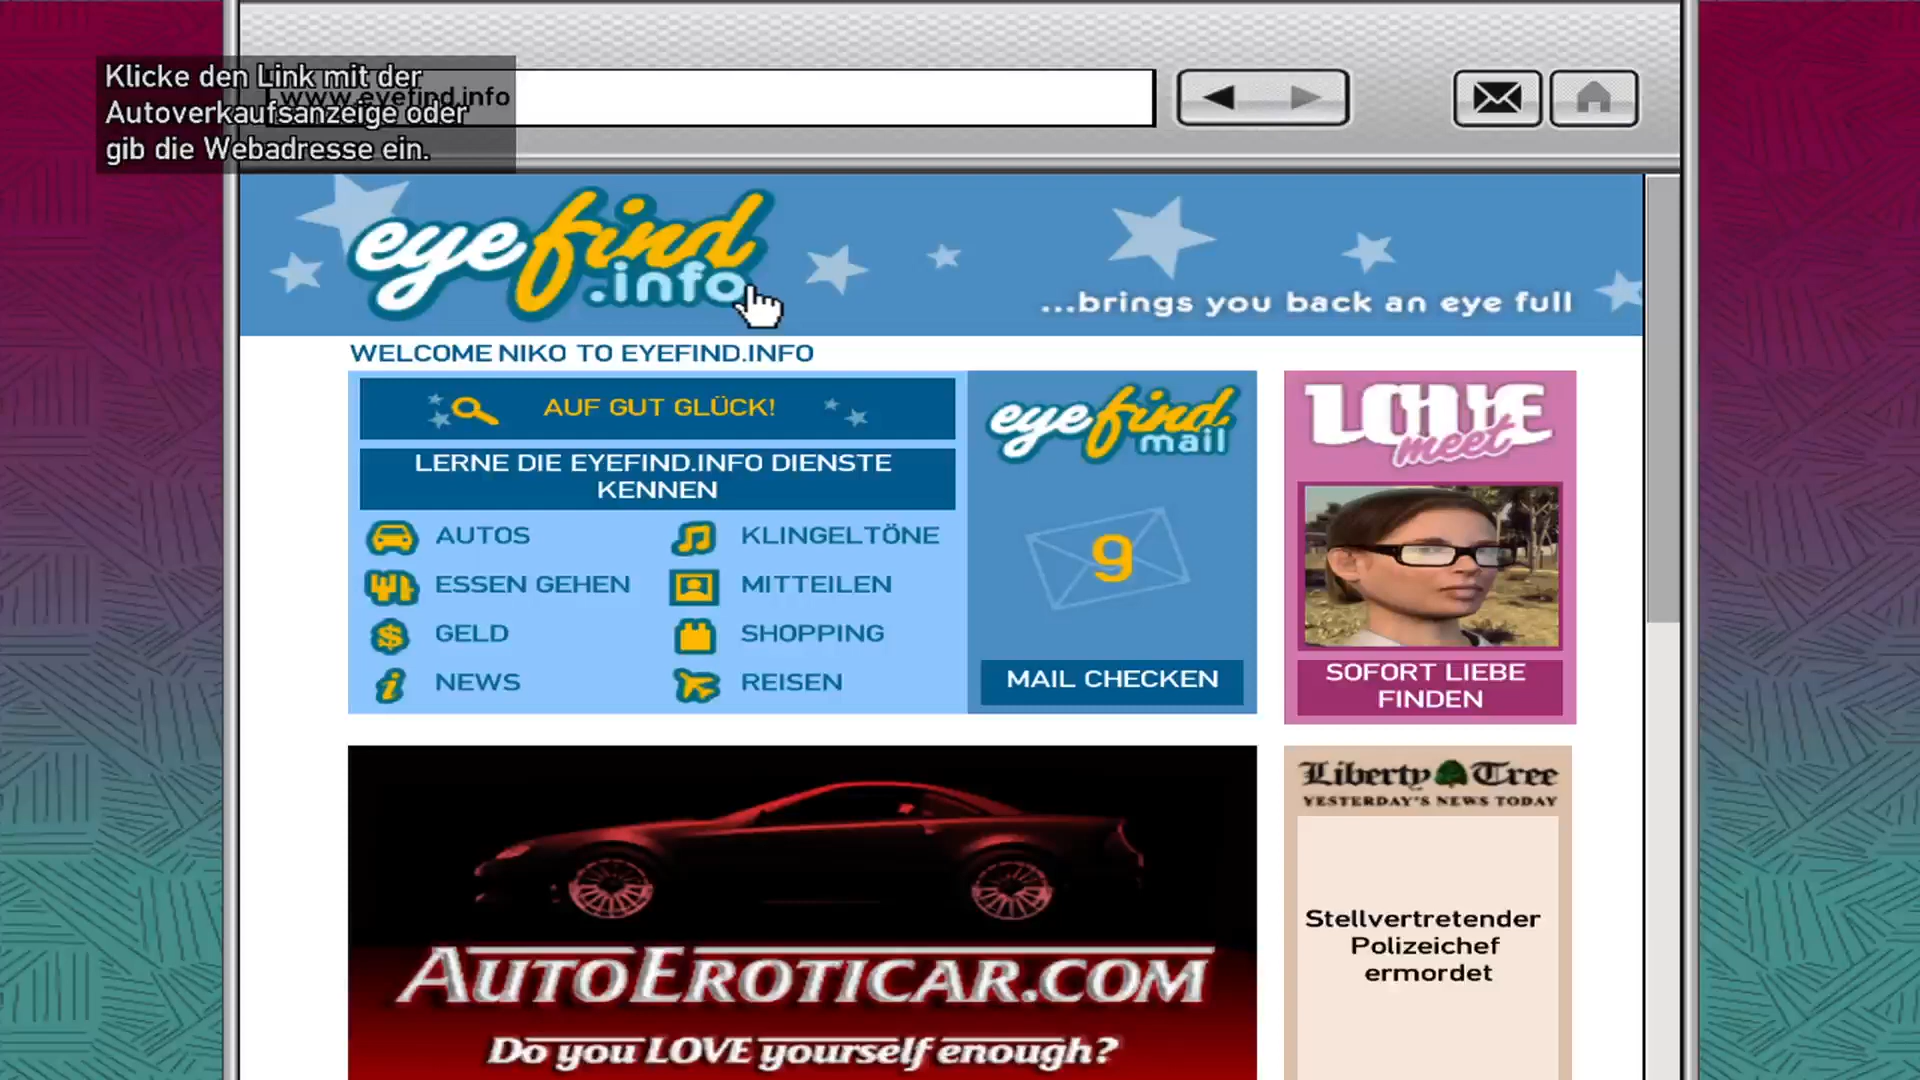 Klicke den Link mit der
Autoverkaufsanzeige oder
gib die Webadresse ein.
www.eyefind.info
eyefind
.info
...brings you back an eye full
WELCOME NIKO TO EYEFIND.INFO
AUF GUT GLÜCK!
LERNE DIE EYEFIND.INFO DIENSTE
KENNEN
AUTOS
KLINGELTÖNE
ESSEN GEHEN
MITTEILEN
GELD
SHOPPING
NEWS
REISEN
eyefind
mail
9
MAIL CHECKEN
LOVE
meet
SOFORT LIEBE
FINDEN
AUTOEROTICAR.COM
Do you LOVE yourself enough?
Liberty Tree
YESTERDAY'S NEWS TODAY
Stellvertretender
Polizeichef
ermordet